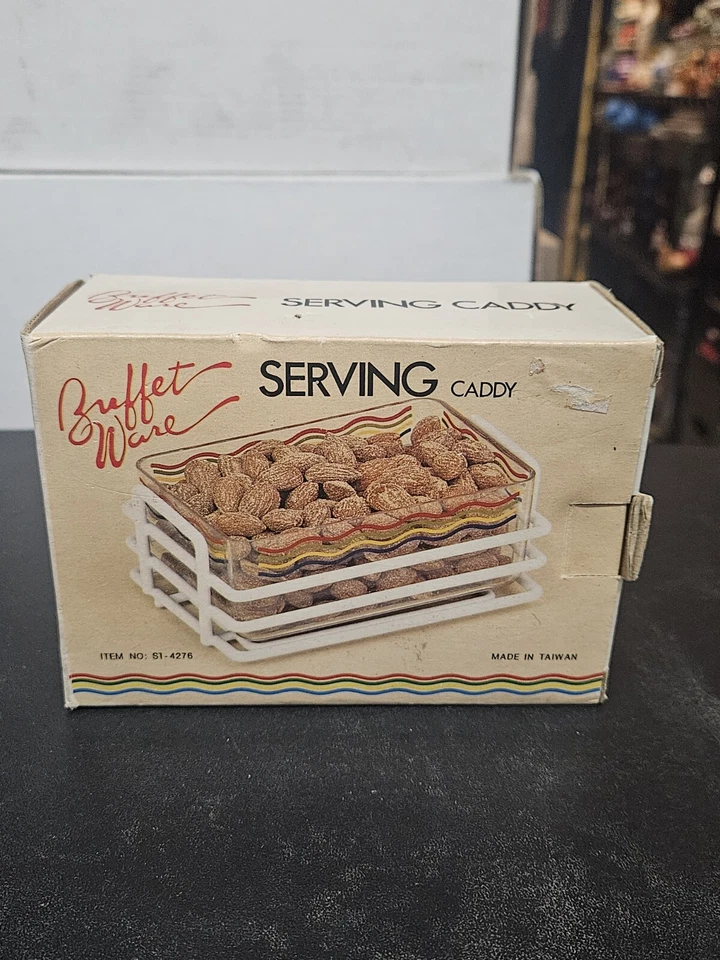 Buffet
Ware
SERVING CADDY
Buffet
Ware
SERVING CADDY
ITEM NO: S1-4276
MADE IN TAIWAN